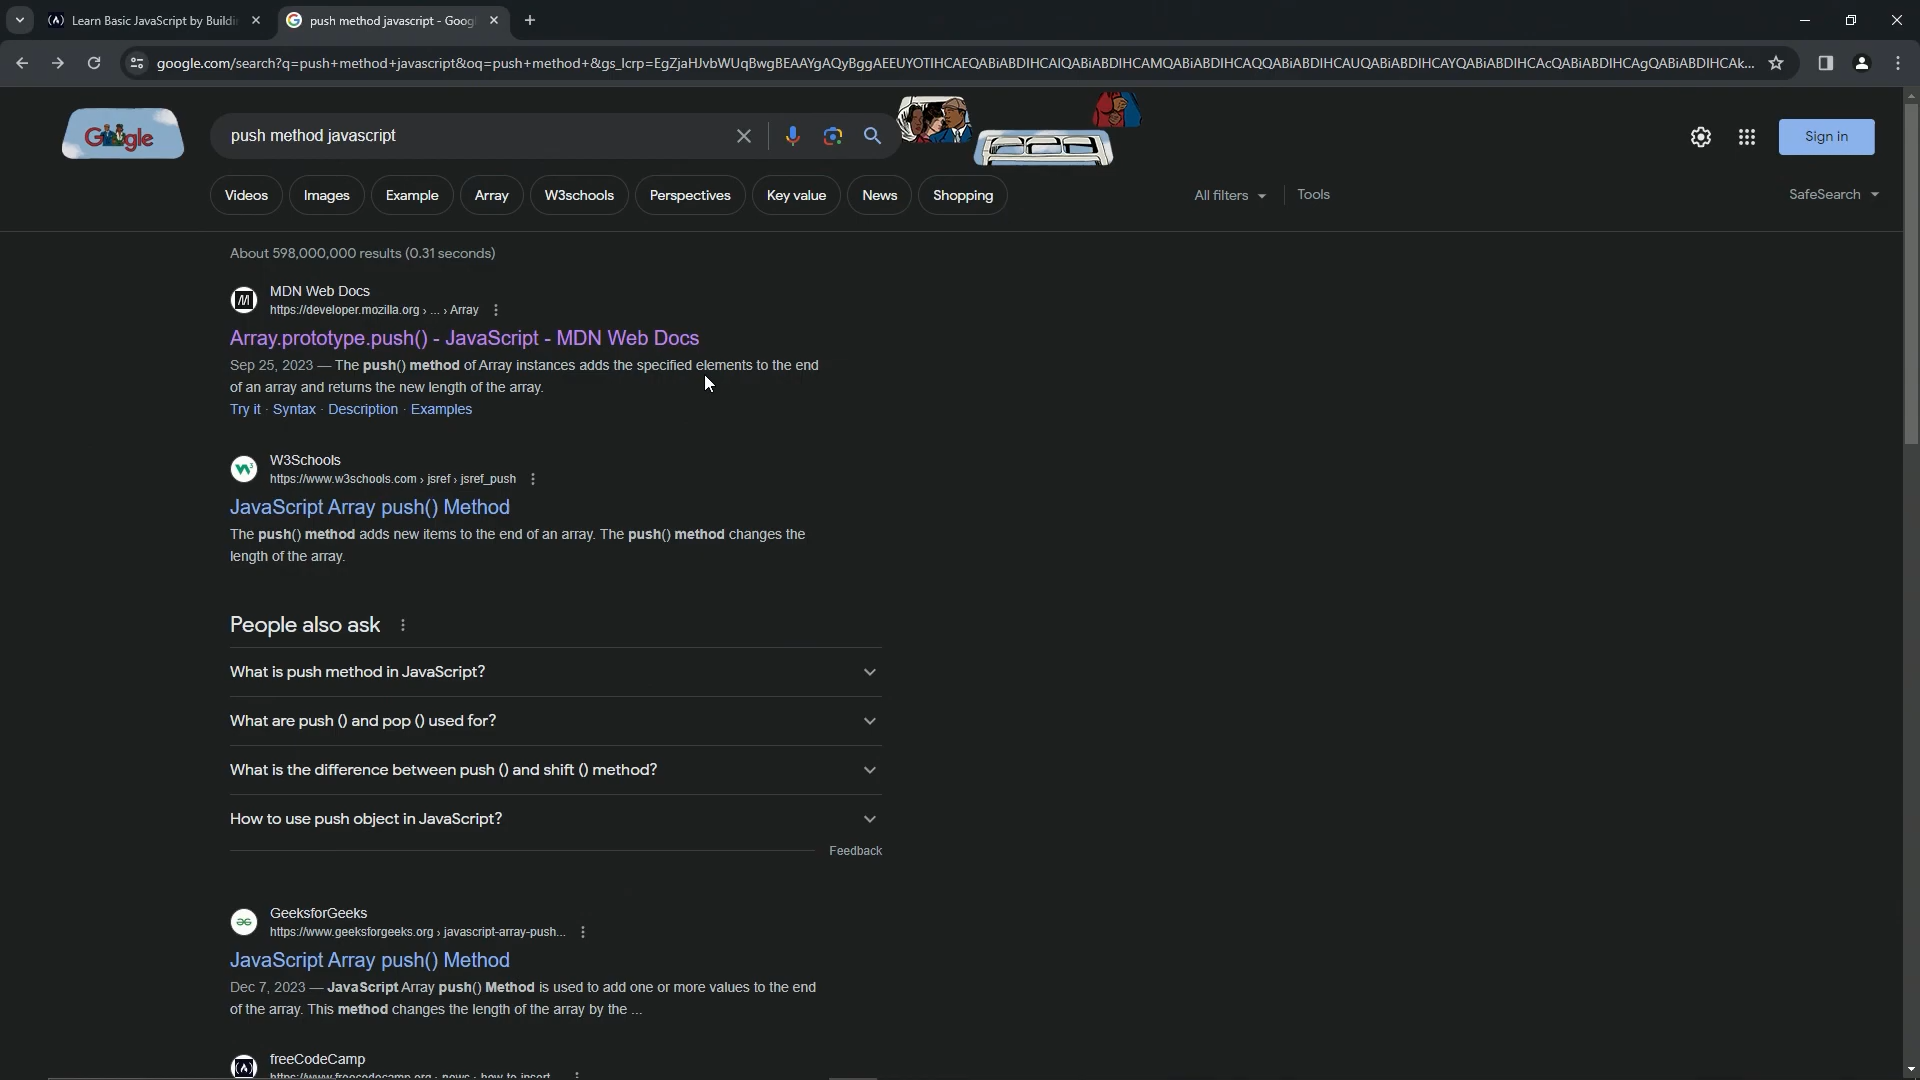 Learn Basic JavaScript by Buildi
push method javascript - Goog
google.com/search?q=push+method+javascript&oq=push+method+&gs_lcrp=EgZjaHJvbWUqBwgBEAAYgAQyBggAEEUYOTIHCAEQABiABDIHCAIQABiABDIHCAMQABiABDIHCAQQABiABDIHCAUQABiABDIHCAYQABiABDIHCAcQABiABDIHCAgQABiABDIHCAk...
Google
push method javascript
Sign in
Videos
Images
Example
Array
W3schools
Perspectives
Key value
News
Shopping
All filters
Tools
SafeSearch
About 598,000,000 results (0.31 seconds)
MDN Web Docs
https://developer.mozilla.org › ... › Array
Array.prototype.push() - JavaScript - MDN Web Docs
Sep 25, 2023 — The push() method of Array instances adds the specified elements to the end
of an array and returns the new length of the array.
Try it · Syntax · Description · Examples
W3Schools
https://www.w3schools.com › jsref › jsref_push
JavaScript Array push() Method
The push() method adds new items to the end of an array. The push() method changes the
length of the array.
People also ask
What is push method in JavaScript?
What are push () and pop () used for?
What is the difference between push () and shift () method?
How to use push object in JavaScript?
Feedback
GeeksforGeeks
https://www.geeksforgeeks.org › javascript-array-push...
JavaScript Array push() Method
Dec 7, 2023 — JavaScript Array push() Method is used to add one or more values to the end
of the array. This method changes the length of the array by the ...
freeCodeCamp
https://www.freecodecamp.org › news › how-to-insert